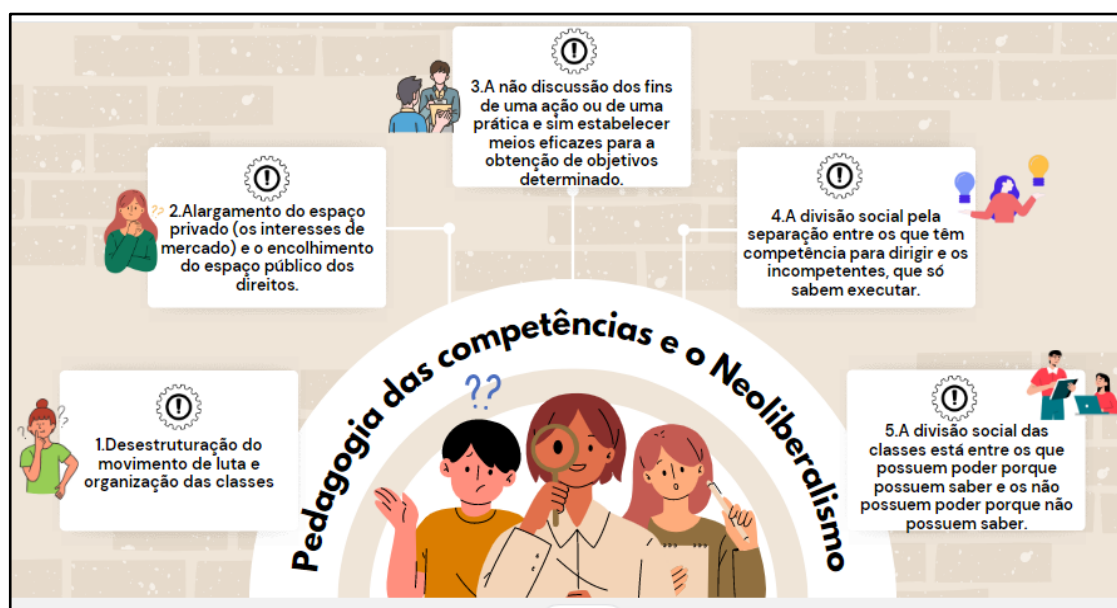 1.Desestruturação do
movimento de luta e
organização das classes
2.Alargamento do espaço
privado (os interesses de
mercado) e o encolhimento
do espaço público dos
direitos.
3.A não discussão dos fins
de uma ação ou de uma
prática e sim estabelecer
meios eficazes para a
obtenção de objetivos
determinado.
4.A divisão social pela
separação entre os que têm
competência para dirigir e os
incompetentes, que só
sabem executar.
5.A divisão social das
classes está entre os que
possuem poder porque
possuem saber e os não
possuem poder porque não
possuem saber.
Pedagogia das competências e o Neoliberalismo
??